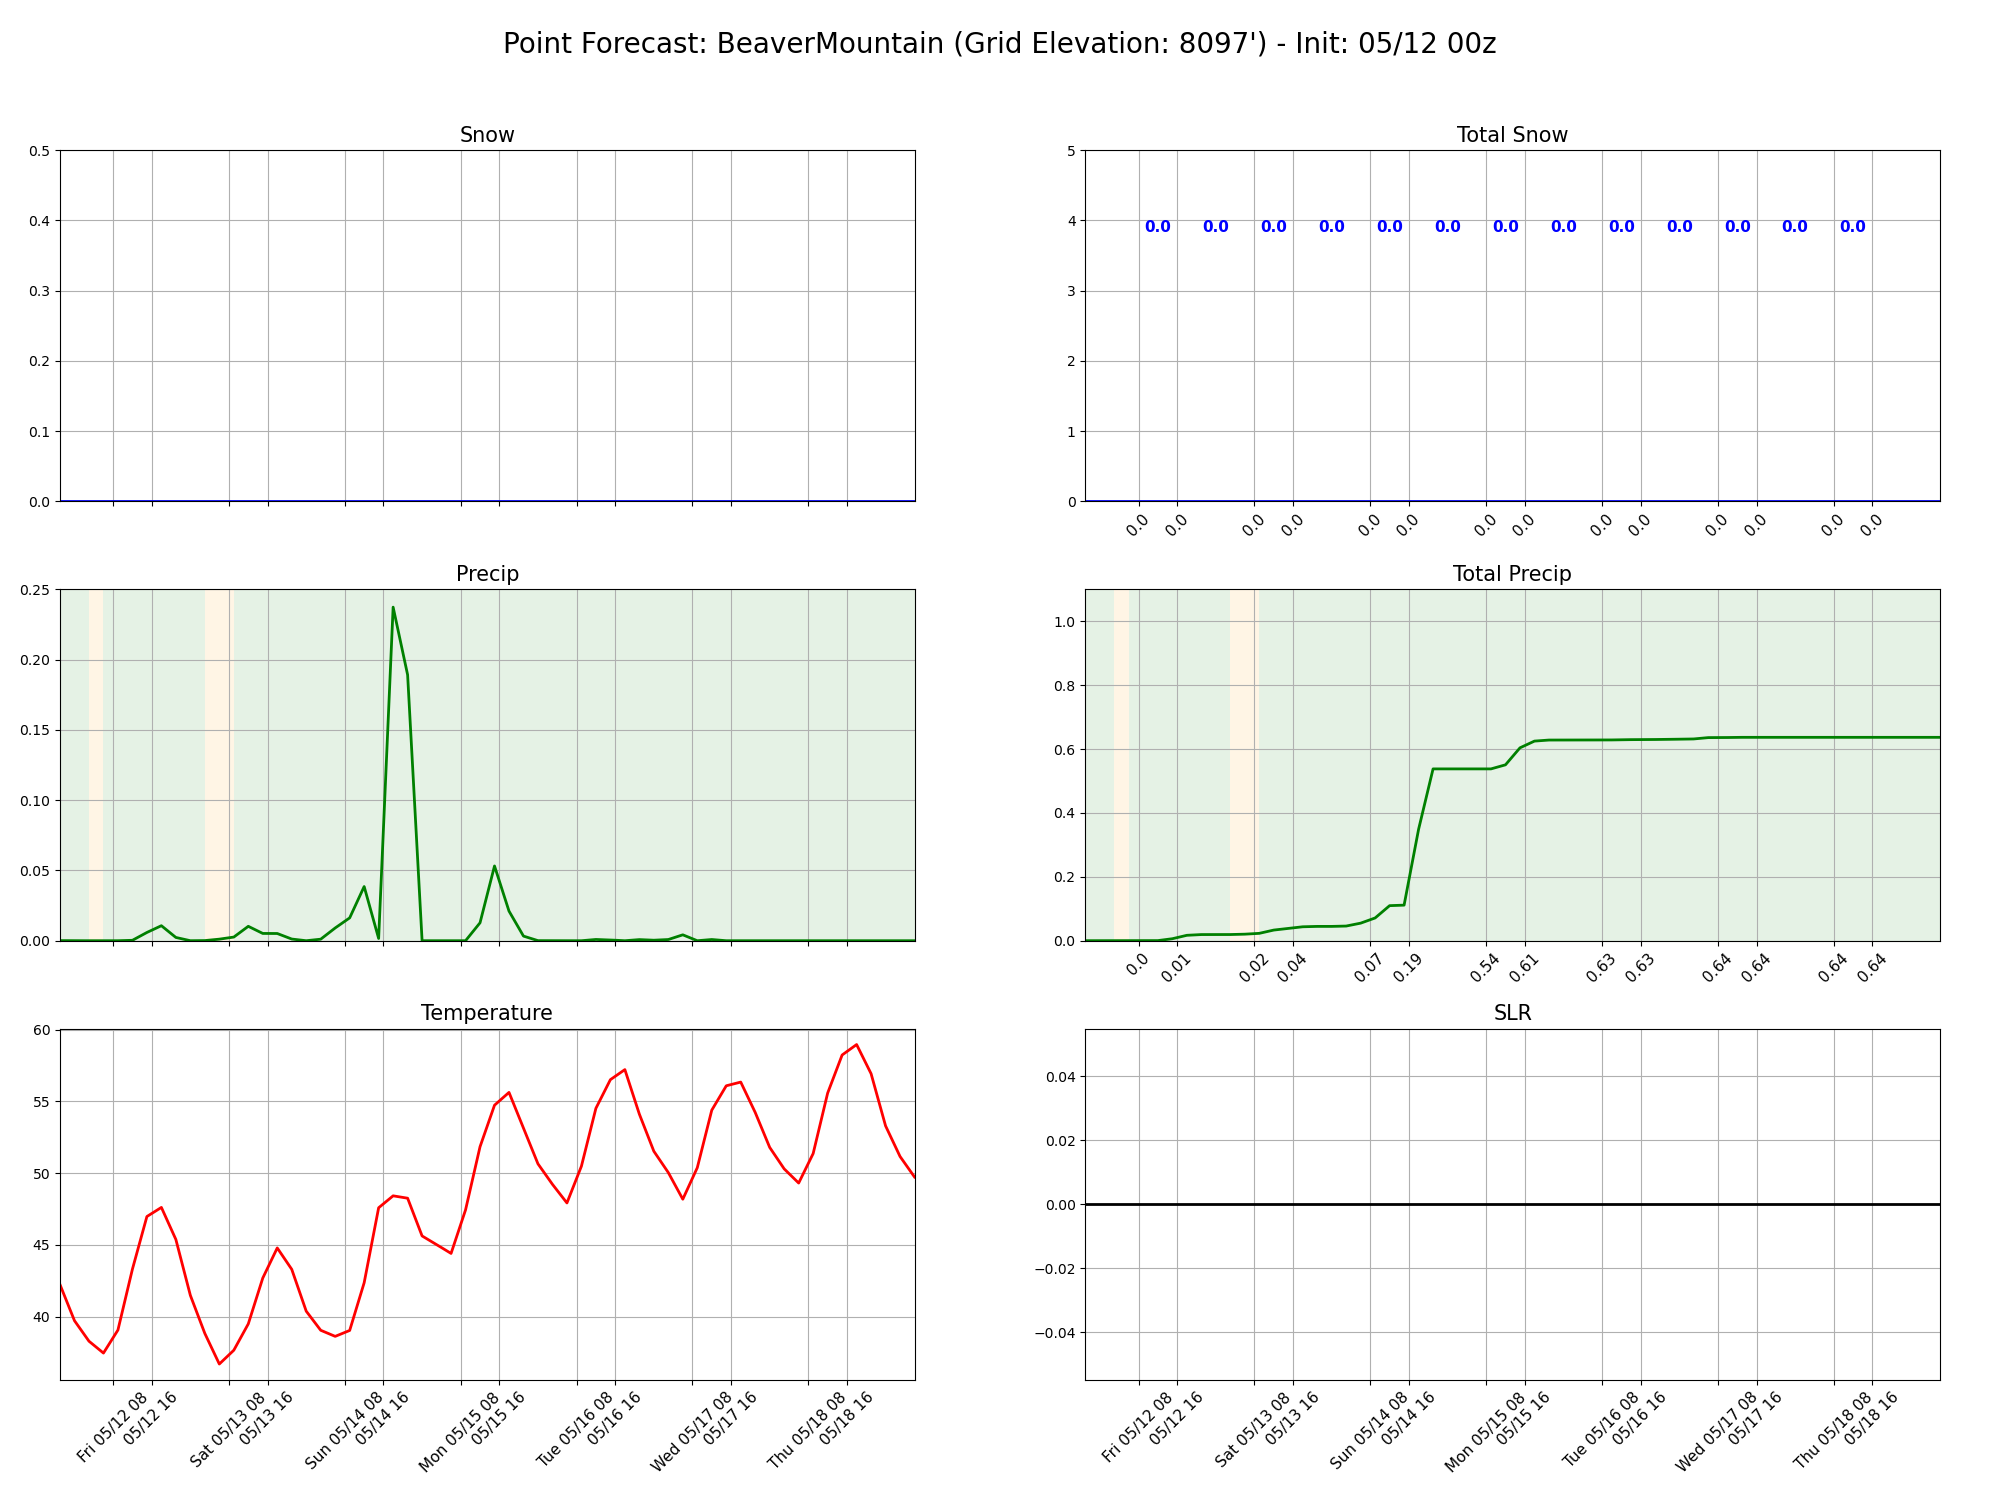 Point Forecast: BeaverMountain (Grid Elevation: 8097') - Init: 05/12 00z
Snow
0.5
0.4
0.3
0.2
0.1
0.0
Total Snow
5
4
3
2
1
0
0.0 0.0 0.0 0.0 0.0 0.0 0.0 0.0 0.0 0.0 0.0 0.0 0.0
0.0 0.0 0.0 0.0 0.0 0.0 0.0 0.0 0.0 0.0 0.0 0.0 0.0 0.0
Precip
0.25
0.20
0.15
0.10
0.05
0.00
Total Precip
1.0
0.8
0.6
0.4
0.2
0.0
0.0 0.01 0.02 0.04 0.07 0.19 0.54 0.61 0.63 0.63 0.64 0.64 0.64 0.64
Temperature
60
55
50
45
40
Fri 05/12 08
05/12 16
Sat 05/13 08
05/13 16
Sun 05/14 08
05/14 16
Mon 05/15 08
05/15 16
Tue 05/16 08
05/16 16
Wed 05/17 08
05/17 16
Thu 05/18 08
05/18 16
SLR
0.04
0.02
0.00
−0.02
−0.04
Fri 05/12 08
05/12 16
Sat 05/13 08
05/13 16
Sun 05/14 08
05/14 16
Mon 05/15 08
05/15 16
Tue 05/16 08
05/16 16
Wed 05/17 08
05/17 16
Thu 05/18 08
05/18 16